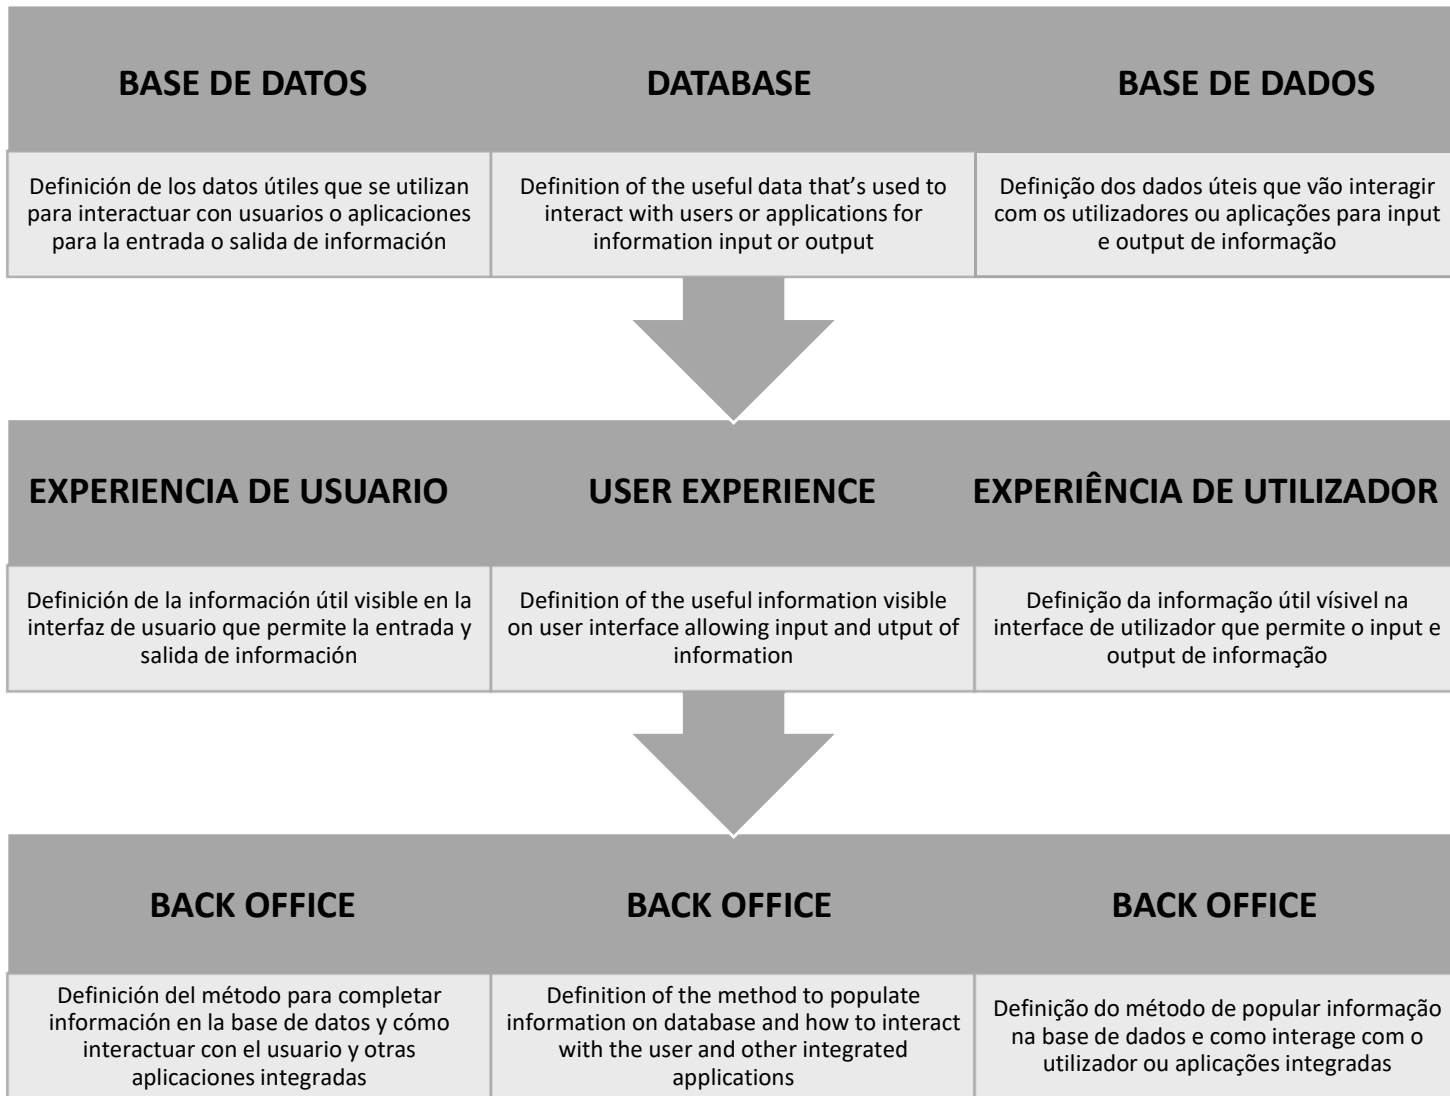 BASE DE DATOS
DATABASE
BASE DE DADOS
Definición de los datos útiles que se utilizan
para interactuar con usuarios o aplicaciones
para la entrada o salida de información
Definition of the useful data that’s used to
interact with users or applications for
information input or output
Definição dos dados úteis que vão interagir
com os utilizadores ou aplicações para input
e output de informação
EXPERIENCIA DE USUARIO
USER EXPERIENCE
EXPERIÊNCIA DE UTILIZADOR
Definición de la información útil visible en la
interfaz de usuario que permite la entrada y
salida de información
Definition of the useful information visible
on user interface allowing input and utput of
information
Definição da informação útil vísivel na
interface de utilizador que permite o input e
output de informação
BACK OFFICE
BACK OFFICE
BACK OFFICE
Definición del método para completar
información en la base de datos y cómo
interactuar con el usuario y otras
aplicaciones integradas
Definition of the method to populate
information on database and how to interact
with the user and other integrated
applications
Definição do método de popular informação
na base de dados e como interage com o
utilizador ou aplicações integradas